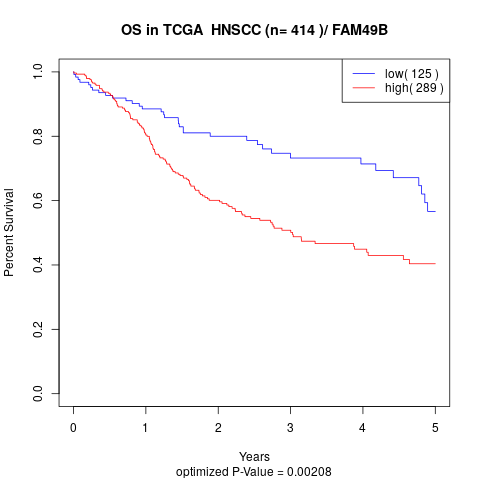 OS in TCGA  HNSCC (n= 414 )/ FAM49B
low( 125 )
high( 289 )
Percent Survival
1.0
0.8
0.6
0.4
0.2
0.0
0 1 2 3 4 5
Years
optimized P-Value = 0.00208